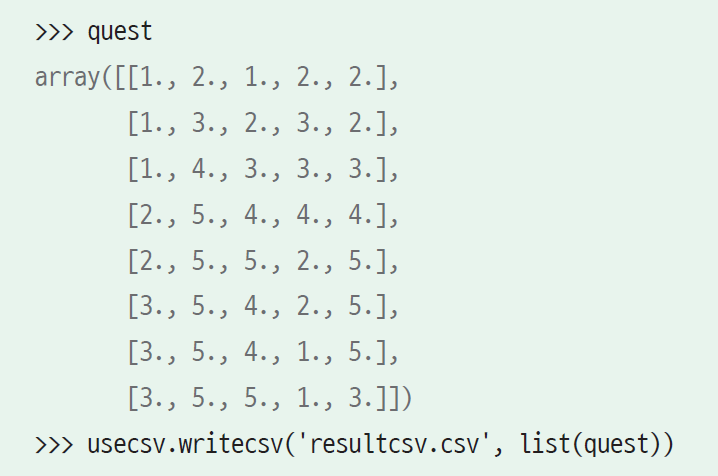 >>> quest
array([[1., 2., 1., 2., 2.],
[1., 3., 2., 3., 2.],
[1., 4., 3., 3., 3.],
[2., 5., 4., 4., 4.],
[2., 5., 5., 2., 5.],
[3., 5., 4., 2., 5.],
[3., 5., 4., 1., 5.],
[3., 5., 5., 1., 3.]])
>>> usecsv.writecsv('resultcsv.csv', list(quest))